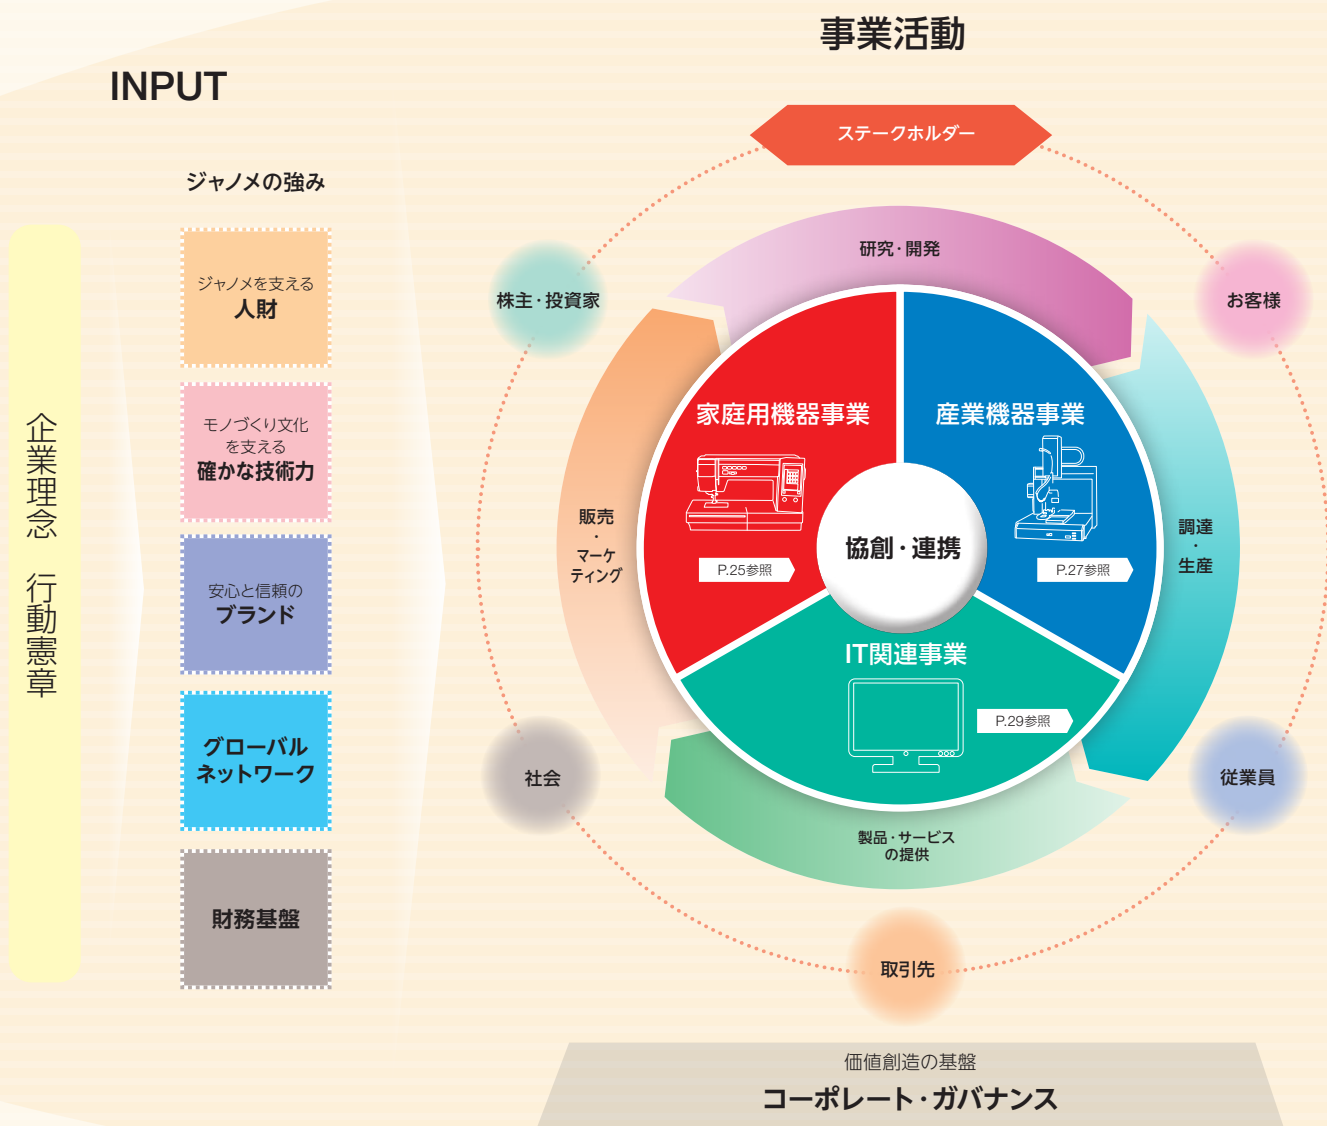 事業活動
INPUT
ジャノメの強み
企業理念 行動憲章
ジャノメを支える
人財
モノづくり文化
を支える
確かな技術力
安心と信頼の
ブランド
グローバル
ネットワーク
財務基盤
ステークホルダー
株主・投資家
お客様
従業員
取引先
社会
研究・開発
調達
・
生産
製品・サービス
の提供
販売
・
マーケ
ティング
家庭用機器事業
P.25参照
産業機器事業
P.27参照
協創・連携
IT関連事業
P.29参照
価値創造の基盤
コーポレート・ガバナンス